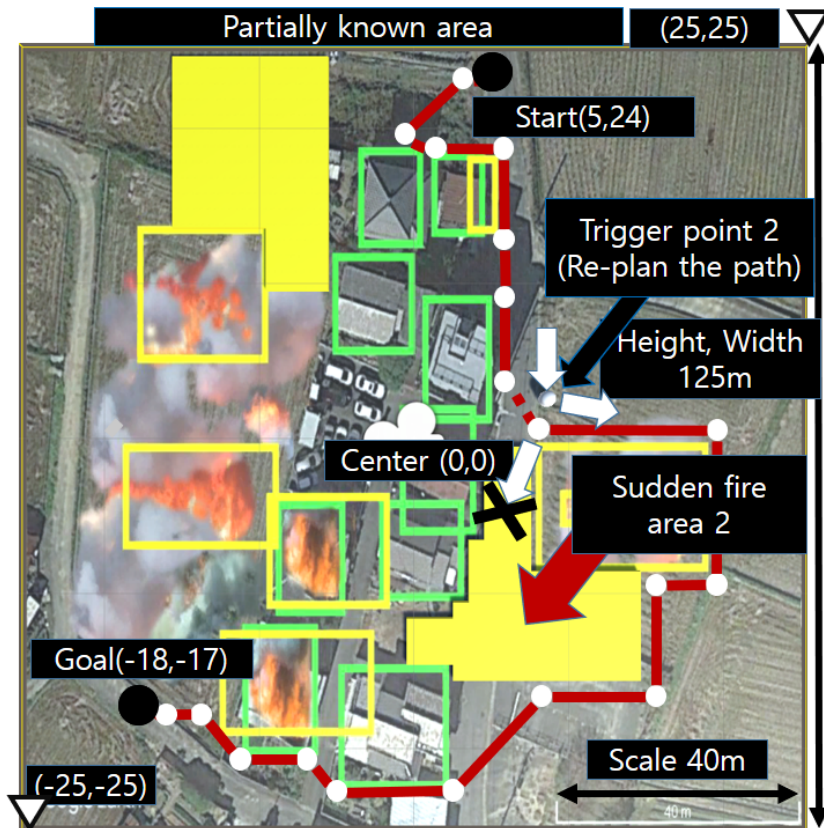 Partially known area
(25,25)
Start(5,24)
Trigger point 2
(Re-plan the path)
Height, Width
125m
Center (0,0)
Sudden fire
area 2
Goal(-18,-17)
(-25,-25)
Scale 40m
40 m